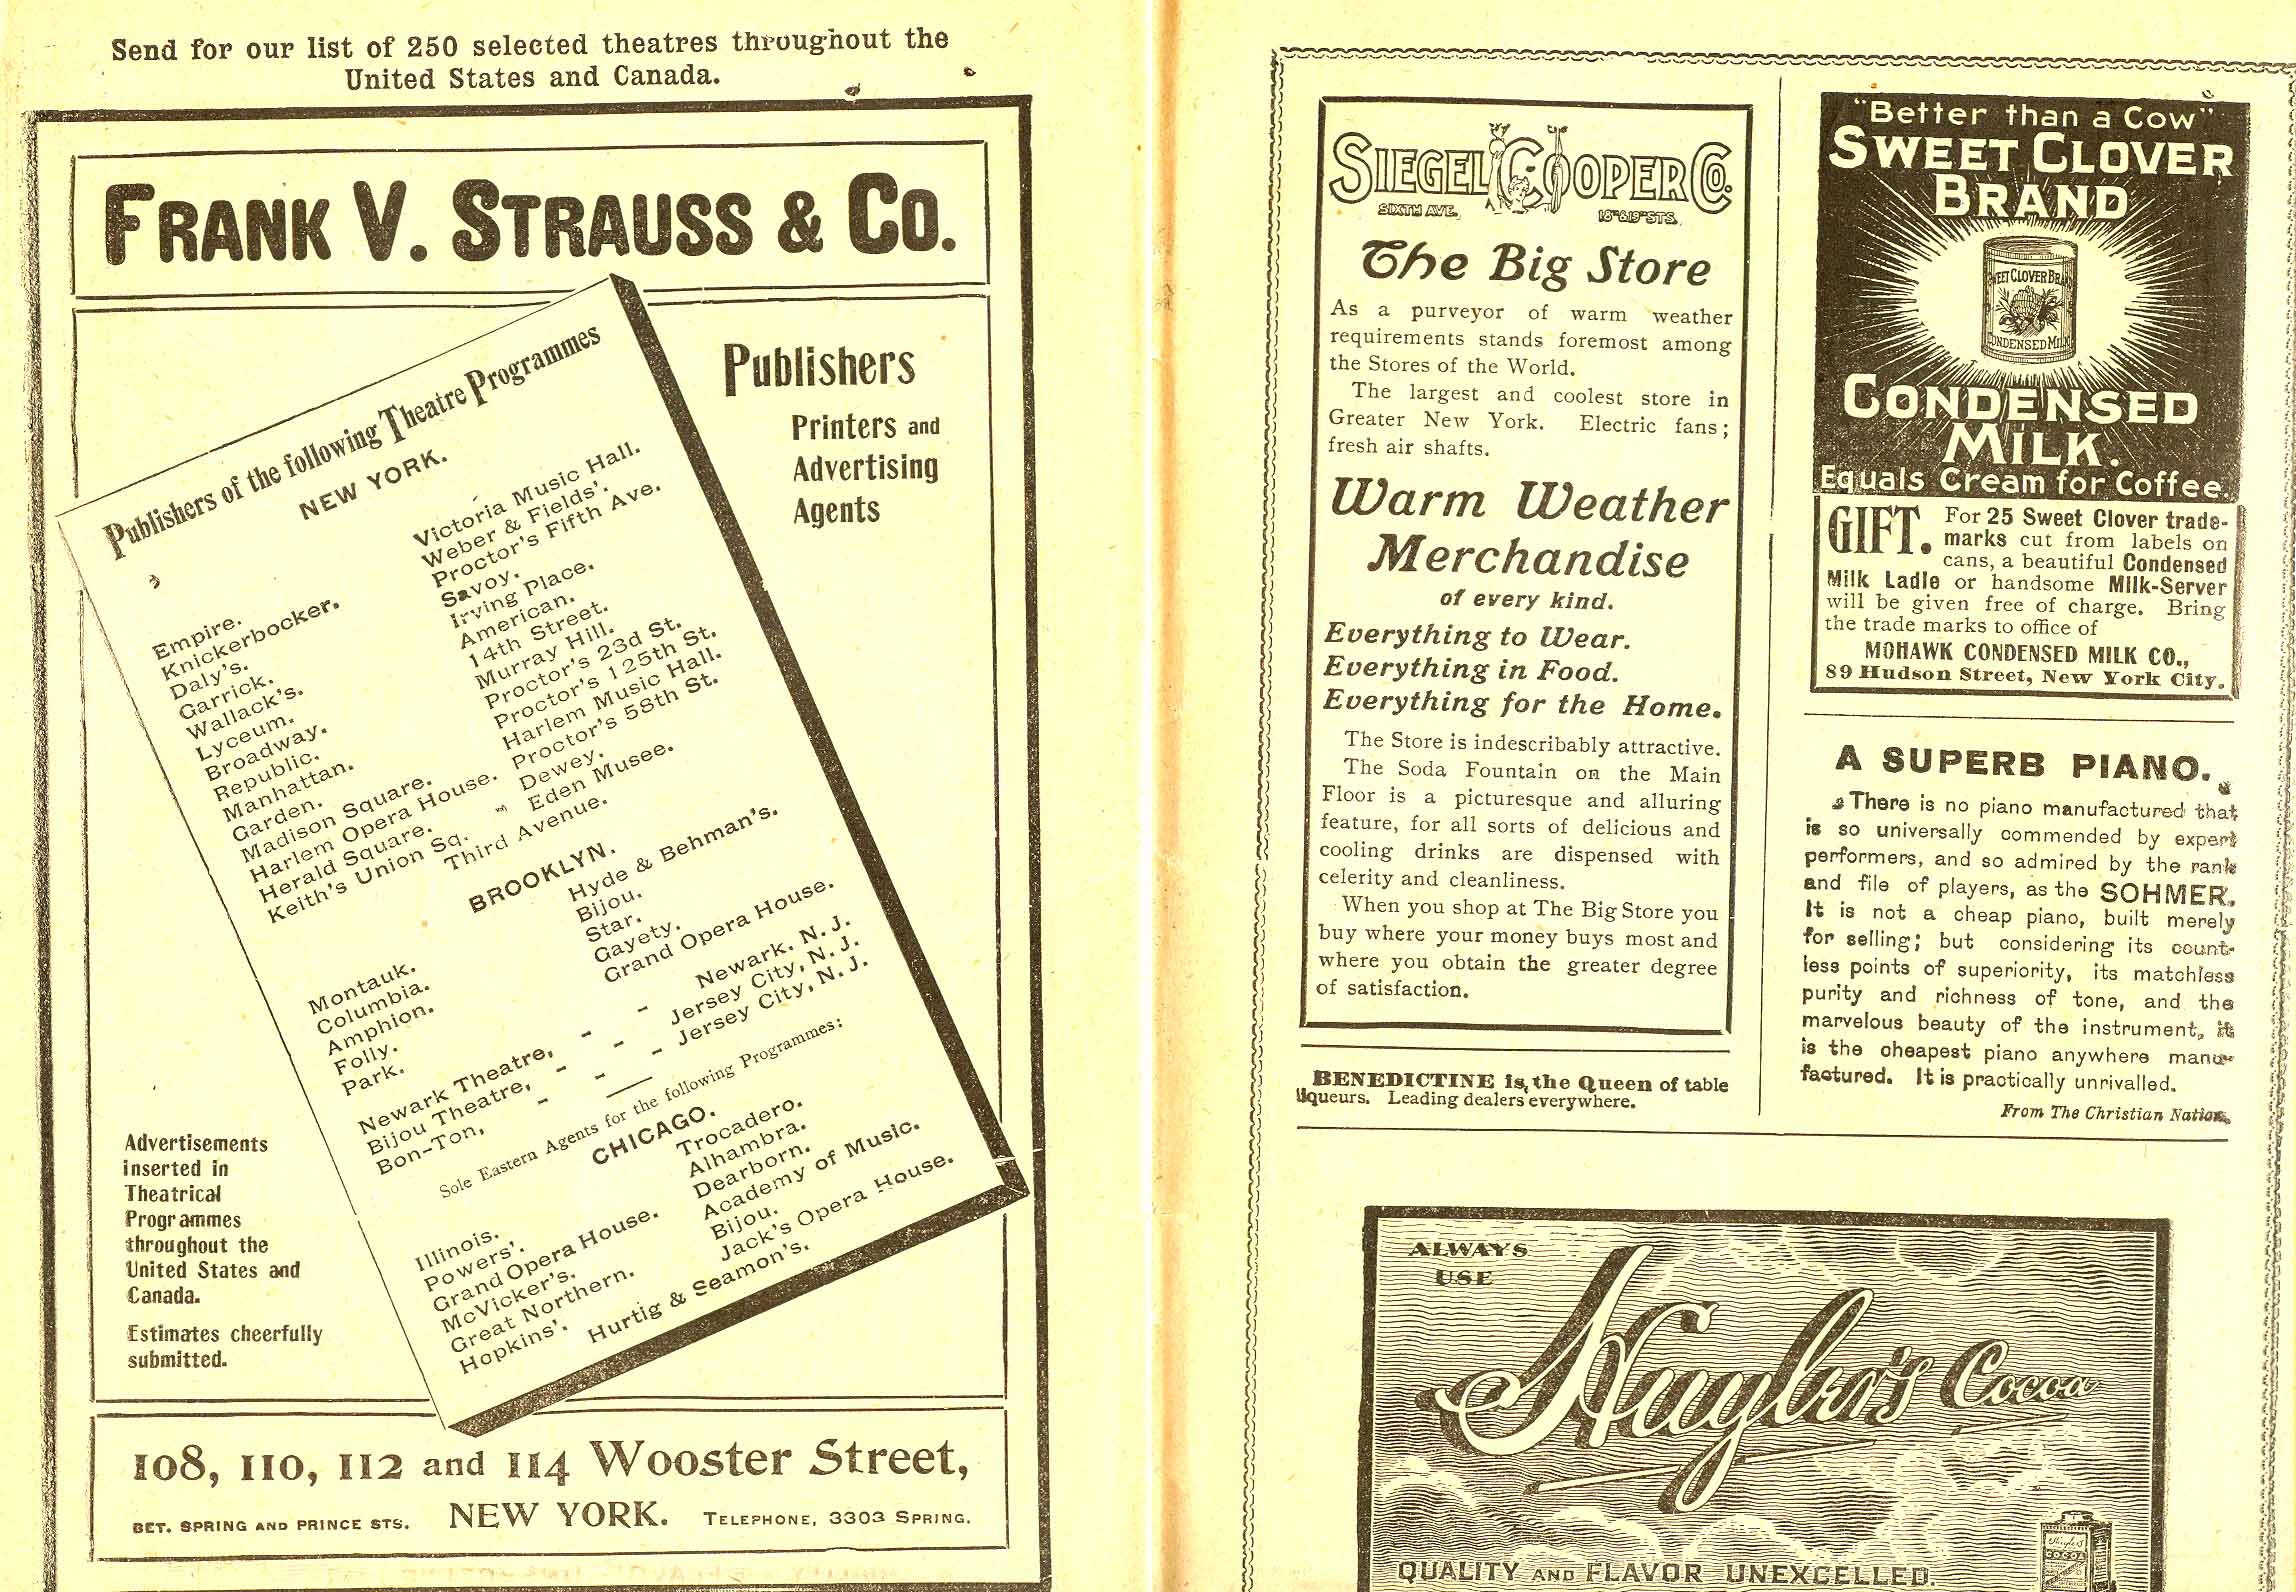 Send for our list of 250 selected theatres throughout the
United States and Canada.
FRANK V. STRAUSS & CO.
Publishers
Printers and
Advertising
Agents
Publishers of the following Theatre Programmes
NEW YORK.
Empire.
Knickerbocker.
Daly's.
Garrick.
Wallack's.
Lyceum.
Broadway.
Republic.
Manhattan.
Garden.
Madison Square.
Harlem Opera House.
Herald Square.
Keith's Union Sq.
Victoria Music Hall.
Weber & Fields'.
Proctor's Fifth Ave.
Savoy.
Irving Place.
American.
14th Street.
Murray Hill.
Proctor's 23d St.
Proctor's 125th St.
Harlem Music Hall.
Proctor's 58th St.
Dewey.
Eden Musee.
Third Avenue.
BROOKLYN.
Montauk.
Columbia.
Amphion.
Folly.
Park.
Hyde & Behman's.
Bijou.
Star.
Gayety.
Grand Opera House.
Newark Theatre, - - Newark. N. J.
Bijou Theatre, - - Jersey City, N. J.
Bon-Ton, - - - Jersey City, N. J.
Sole Eastern Agents for the following Programmes:
CHICAGO.
Illinois.
Powers'.
Grand Opera House.
McVicker's.
Great Northern.
Hopkins'.
Trocadero.
Alhambra.
Dearborn.
Academy of Music.
Bijou.
Jack's Opera House.
Hurtig & Seamon's.
Advertisements
inserted in
Theatrical
Programmes
throughout the
United States and
Canada.
Estimates cheerfully
submitted.
108, 110, 112 and 114 Wooster Street,
BET. SPRING AND PRINCE STS. NEW YORK. TELEPHONE, 3303 SPRING.
SIEGEL COOPER CO.
SIXTH AVE. 18TH & 19TH STS.
The Big Store
As a purveyor of warm weather
requirements stands foremost among
the Stores of the World.
The largest and coolest store in
Greater New York. Electric fans;
fresh air shafts.
Warm Weather
Merchandise
of every kind.
Everything to Wear.
Everything in Food.
Everything for the Home.
The Store is indescribably attractive.
The Soda Fountain on the Main
Floor is a picturesque and alluring
feature, for all sorts of delicious and
cooling drinks are dispensed with
celerity and cleanliness.
When you shop at The Big Store you
buy where your money buys most and
where you obtain the greater degree
of satisfaction.
BENEDICTINE is the Queen of table
liqueurs. Leading dealers everywhere.
"Better than a Cow"
SWEET CLOVER
BRAND
SWEET CLOVER BRAND
CONDENSED MILK
CONDENSED
MILK.
Equals Cream for Coffee.
GIFT. For 25 Sweet Clover trade-
marks cut from labels on
cans, a beautiful Condensed
Milk Ladle or handsome Milk-Server
will be given free of charge. Bring
the trade marks to office of
MOHAWK CONDENSED MILK CO.,
89 Hudson Street, New York City.
A SUPERB PIANO.
There is no piano manufactured that
is so universally commended by expert
performers, and so admired by the rank
and file of players, as the SOHMER.
It is not a cheap piano, built merely
for selling; but considering its count-
less points of superiority, its matchless
purity and richness of tone, and the
marvelous beauty of the instrument, it
is the cheapest piano anywhere manu-
factured. It is practically unrivalled.
From The Christian Nation.
ALWAYS
USE
Huyler's Cocoa
Huyler's
COCOA
QUALITY AND FLAVOR UNEXCELLED.